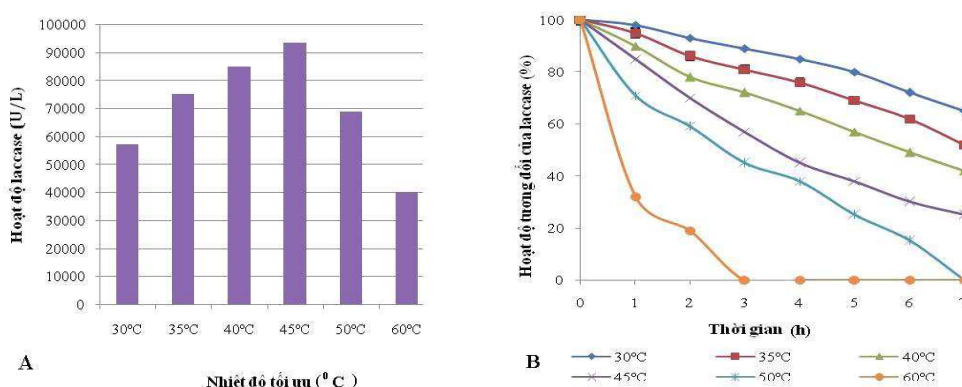 Hoạt độ laccase (U/L)
100000
90000
80000
70000
60000
50000
40000
30000
20000
10000
0
30°C 35°C 40°C 45°C 50°C 60°C
A
Nhiệt độ tối ưu (⁰C)
Hoạt độ tương đối của laccase (%)
100
80
60
40
20
0
0 1 2 3 4 5 6 7
Thời gian (h)
B
30°C 35°C 40°C
45°C 50°C 60°C